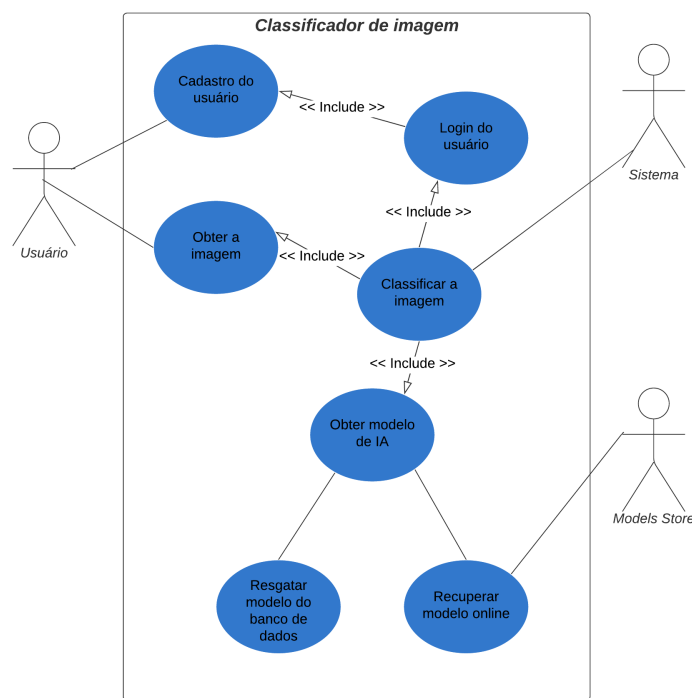 Classificador de imagem
Cadastro do
usuário
<< Include >>
Login do
usuário
Sistema
Usuário
Obter a
imagem
<< Include >>
<< Include >>
Classificar a
imagem
<< Include >>
Obter modelo
de IA
Models Store
Resgatar
modelo do
banco de
dados
Recuperar
modelo online